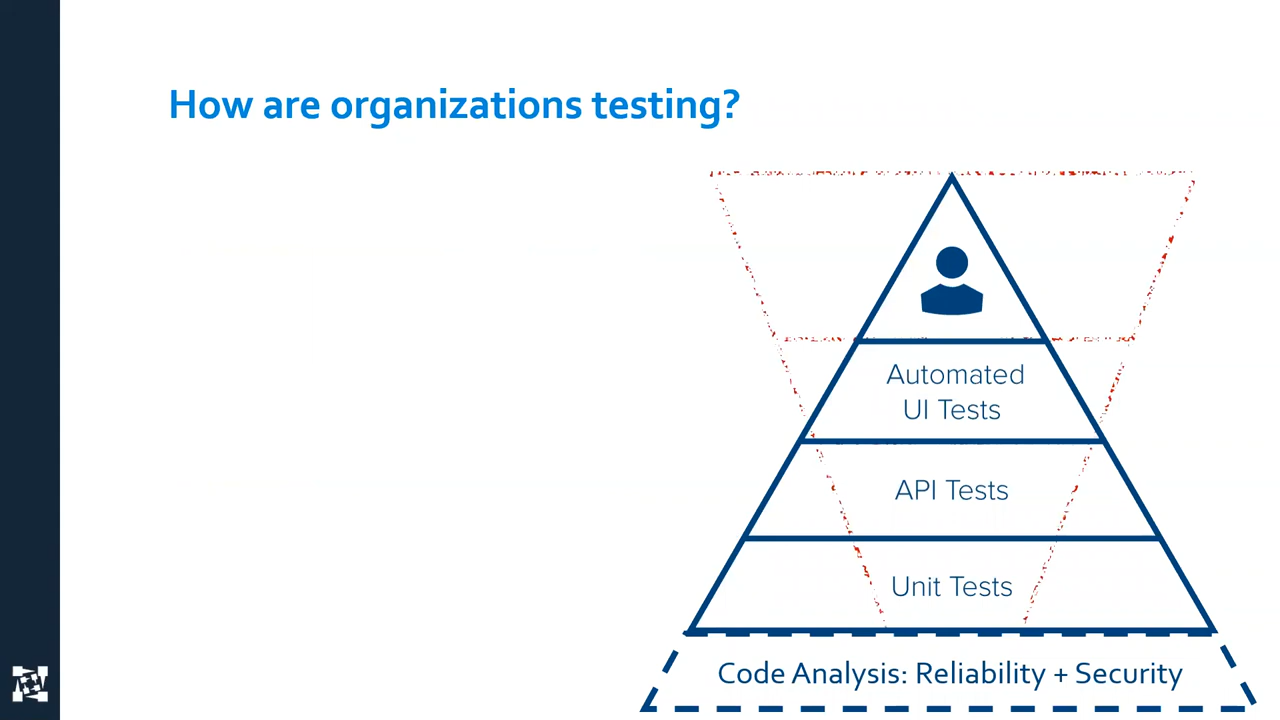 How are organizations testing?
Automated
UI Tests
API Tests
Unit Tests
Code Analysis: Reliability + Security